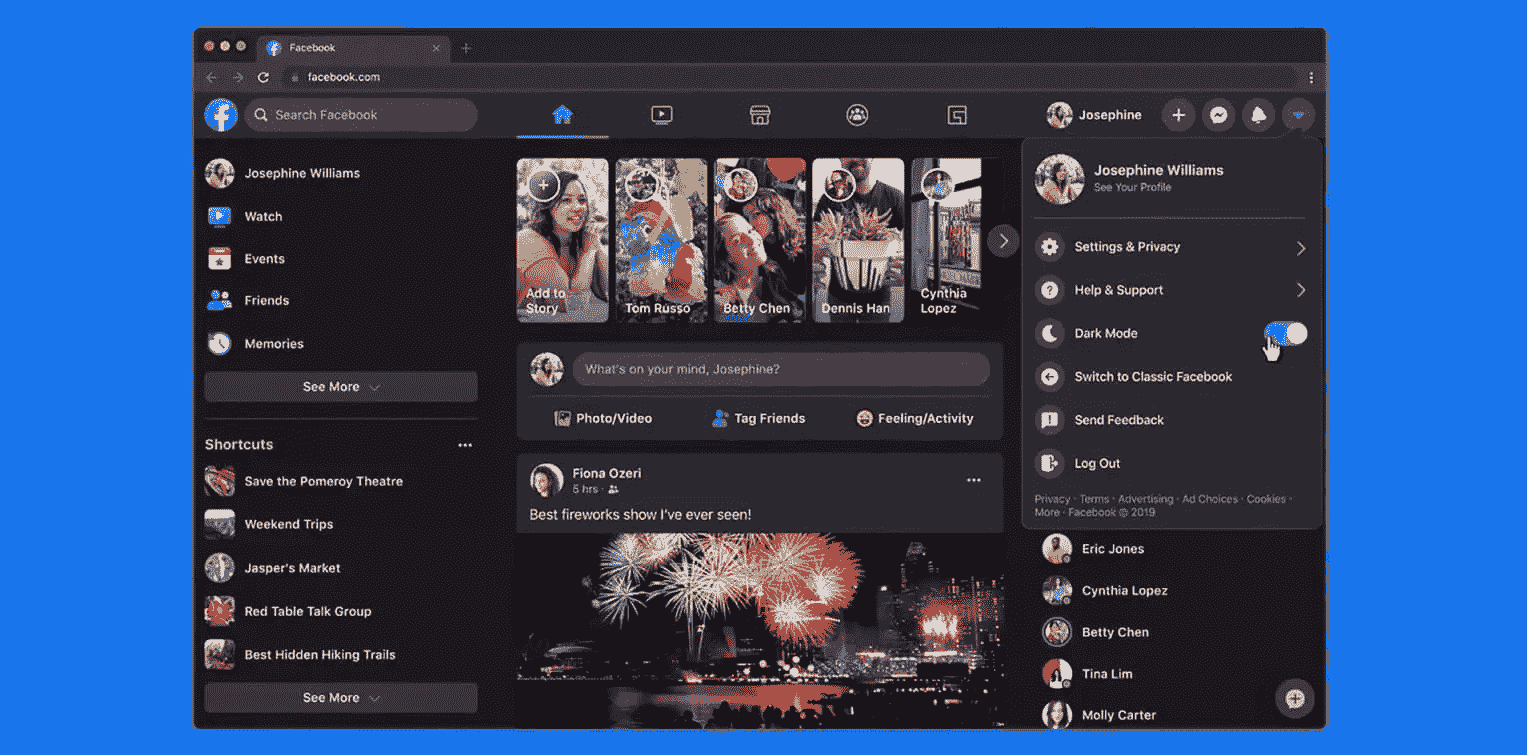 Facebook
facebook.com
Search Facebook
Josephine
Josephine Williams
Watch
Events
Friends
Memories
See More
Shortcuts
Save the Pomeroy Theatre
Weekend Trips
Jasper's Market
Red Table Talk Group
Best Hidden Hiking Trails
See More
Add to
Story
Tom Russo
Betty Chen
Dennis Han
Cynthia
Lopez
What's on your mind, Josephine?
Photo/Video
Tag Friends
Feeling/Activity
Fiona Ozeri
5 hrs ·
Best fireworks show I've ever seen!
Josephine Williams
See Your Profile
Settings & Privacy
Help & Support
Dark Mode
Switch to Classic Facebook
Send Feedback
Log Out
Privacy · Terms · Advertising · Ad Choices · Cookies ·
More · Facebook © 2019
Eric Jones
Cynthia Lopez
Betty Chen
Tina Lim
Molly Carter